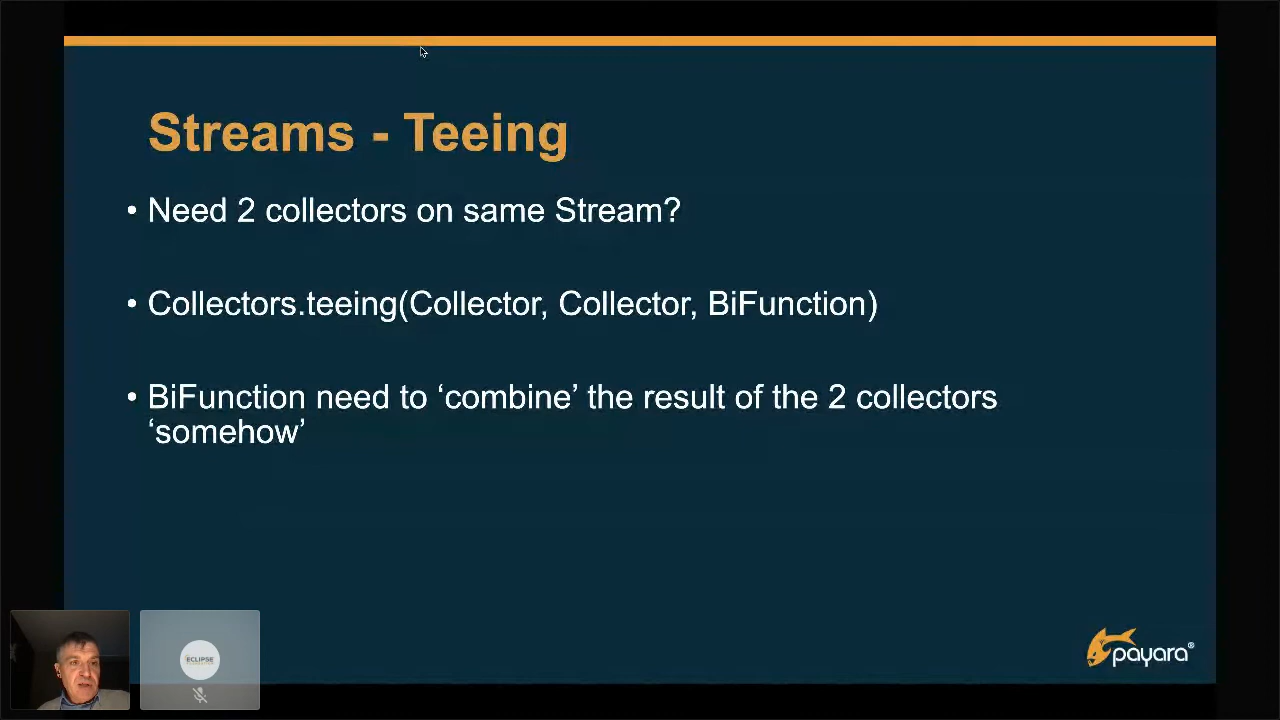 Streams - Teeing
• Need 2 collectors on same Stream?
• Collectors.teeing(Collector, Collector, BiFunction)
• BiFunction need to ‘combine’ the result of the 2 collectors
‘somehow’
ECLIPSE
payara®